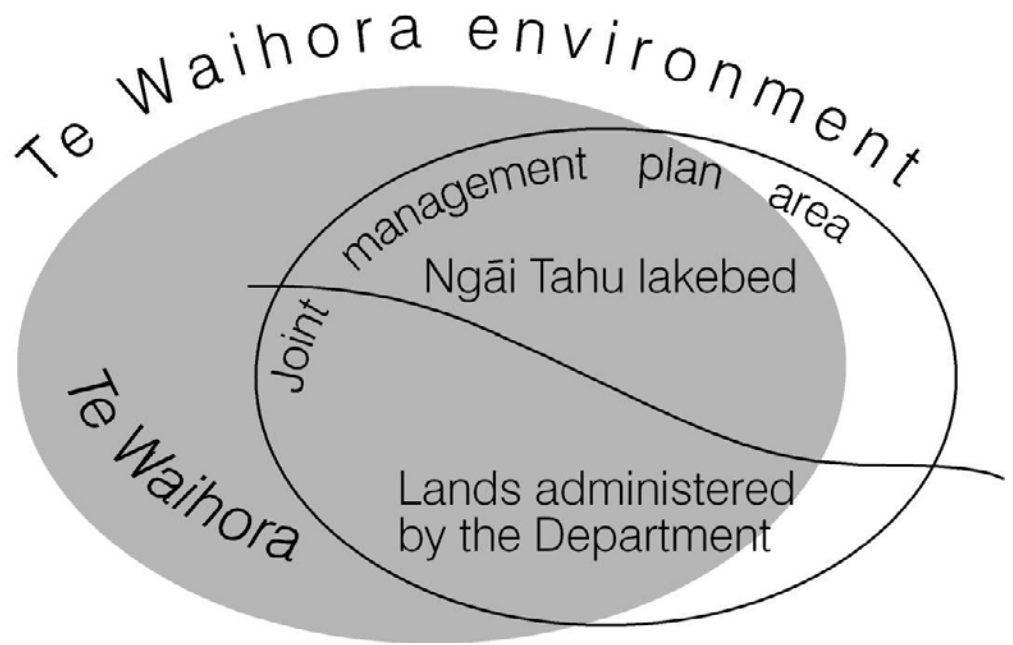 Te Waihora environment
Joint management plan area
Ngāi Tahu lakebed
Te Waihora
Lands administered
by the Department